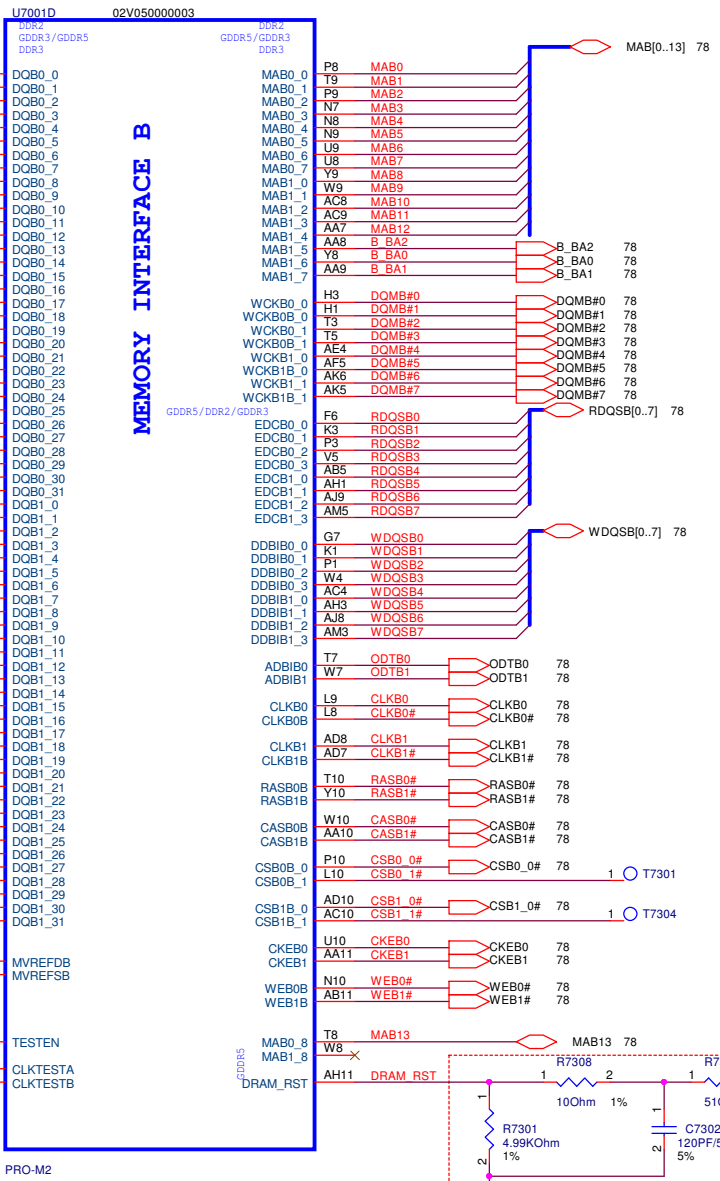 U7001D 02V050000003
DDR2 DDR2
GDDR3/GDDR5 GDDR5/GDDR3
DDR3 DDR3
MEMORY INTERFACE B
GDDR5/DDR2/GDDR3
GDDR5
DQB0_0
DQB0_1
DQB0_2
DQB0_3
DQB0_4
DQB0_5
DQB0_6
DQB0_7
DQB0_8
DQB0_9
DQB0_10
DQB0_11
DQB0_12
DQB0_13
DQB0_14
DQB0_15
DQB0_16
DQB0_17
DQB0_18
DQB0_19
DQB0_20
DQB0_21
DQB0_22
DQB0_23
DQB0_24
DQB0_25
DQB0_26
DQB0_27
DQB0_28
DQB0_29
DQB0_30
DQB0_31
DQB1_0
DQB1_1
DQB1_2
DQB1_3
DQB1_4
DQB1_5
DQB1_6
DQB1_7
DQB1_8
DQB1_9
DQB1_10
DQB1_11
DQB1_12
DQB1_13
DQB1_14
DQB1_15
DQB1_16
DQB1_17
DQB1_18
DQB1_19
DQB1_20
DQB1_21
DQB1_22
DQB1_23
DQB1_24
DQB1_25
DQB1_26
DQB1_27
DQB1_28
DQB1_29
DQB1_30
DQB1_31
MVREFDB
MVREFSB
TESTEN
CLKTESTA
CLKTESTB
MAB[0..13] 78
MAB0_0 P8 MAB0
MAB0_1 T9 MAB1
MAB0_2 P9 MAB2
MAB0_3 N7 MAB3
MAB0_4 N8 MAB4
MAB0_5 N9 MAB5
MAB0_6 U9 MAB6
MAB0_7 U8 MAB7
MAB1_0 Y9 MAB8
MAB1_1 W9 MAB9
MAB1_2 AC8 MAB10
MAB1_3 AC9 MAB11
MAB1_4 AA7 MAB12
MAB1_5 AA8 B_BA2 B_BA2 78
MAB1_6 Y8 B_BA0 B_BA0 78
MAB1_7 AA9 B_BA1 B_BA1 78
WCKB0_0 H3 DQMB#0 DQMB#0 78
WCKB0B_0 H1 DQMB#1 DQMB#1 78
WCKB0_1 T3 DQMB#2 DQMB#2 78
WCKB0B_1 T5 DQMB#3 DQMB#3 78
WCKB1_0 AE4 DQMB#4 DQMB#4 78
WCKB1B_0 AF5 DQMB#5 DQMB#5 78
WCKB1_1 AK6 DQMB#6 DQMB#6 78
WCKB1B_1 AK5 DQMB#7 DQMB#7 78
RDQSB[0..7] 78
EDCB0_0 F6 RDQSB0
EDCB0_1 K3 RDQSB1
EDCB0_2 P3 RDQSB2
EDCB0_3 V5 RDQSB3
EDCB1_0 AB5 RDQSB4
EDCB1_1 AH1 RDQSB5
EDCB1_2 AJ9 RDQSB6
EDCB1_3 AM5 RDQSB7
WDQSB[0..7] 78
DDBIB0_0 G7 WDQSB0
DDBIB0_1 K1 WDQSB1
DDBIB0_2 P1 WDQSB2
DDBIB0_3 W4 WDQSB3
DDBIB1_0 AC4 WDQSB4
DDBIB1_1 AH3 WDQSB5
DDBIB1_2 AJ8 WDQSB6
DDBIB1_3 AM3 WDQSB7
ADBIB0 T7 ODTB0 ODTB0 78
ADBIB1 W7 ODTB1 ODTB1 78
CLKB0 L9 CLKB0 CLKB0 78
CLKB0B L8 CLKB0# CLKB0# 78
CLKB1 AD8 CLKB1 CLKB1 78
CLKB1B AD7 CLKB1# CLKB1# 78
RASB0B T10 RASB0# RASB0# 78
RASB1B Y10 RASB1# RASB1# 78
CASB0B W10 CASB0# CASB0# 78
CASB1B AA10 CASB1# CASB1# 78
CSB0B_0 P10 CSB0_0# CSB0_0# 78
CSB0B_1 L10 CSB0_1# 1 T7301
CSB1B_0 AD10 CSB1_0# CSB1_0# 78
CSB1B_1 AC10 CSB1_1# 1 T7304
CKEB0 U10 CKEB0 CKEB0 78
CKEB1 AA11 CKEB1 CKEB1 78
WEB0B N10 WEB0# WEB0# 78
WEB1B AB11 WEB1# WEB1# 78
MAB0_8 T8 MAB13 MAB13 78
MAB1_8 W8
DRAM_RST AH11 DRAM_RST
R7308
1 2 1
10Ohm 1%
1
R7301
4.99KOhm
1%
2
1
C7302
120PF/5
5%
2
PRO-M2